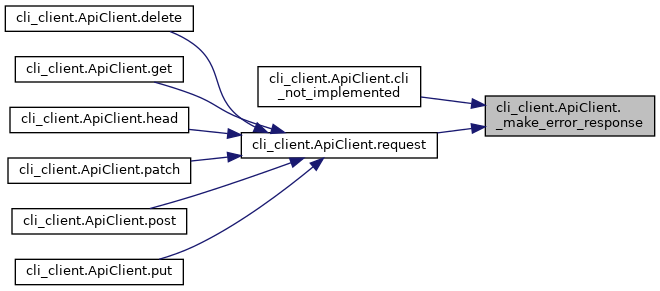 cli_client.ApiClient.delete
cli_client.ApiClient.get
cli_client.ApiClient.head
cli_client.ApiClient.patch
cli_client.ApiClient.post
cli_client.ApiClient.put
cli_client.ApiClient.cli
_not_implemented
cli_client.ApiClient.request
cli_client.ApiClient.
_make_error_response